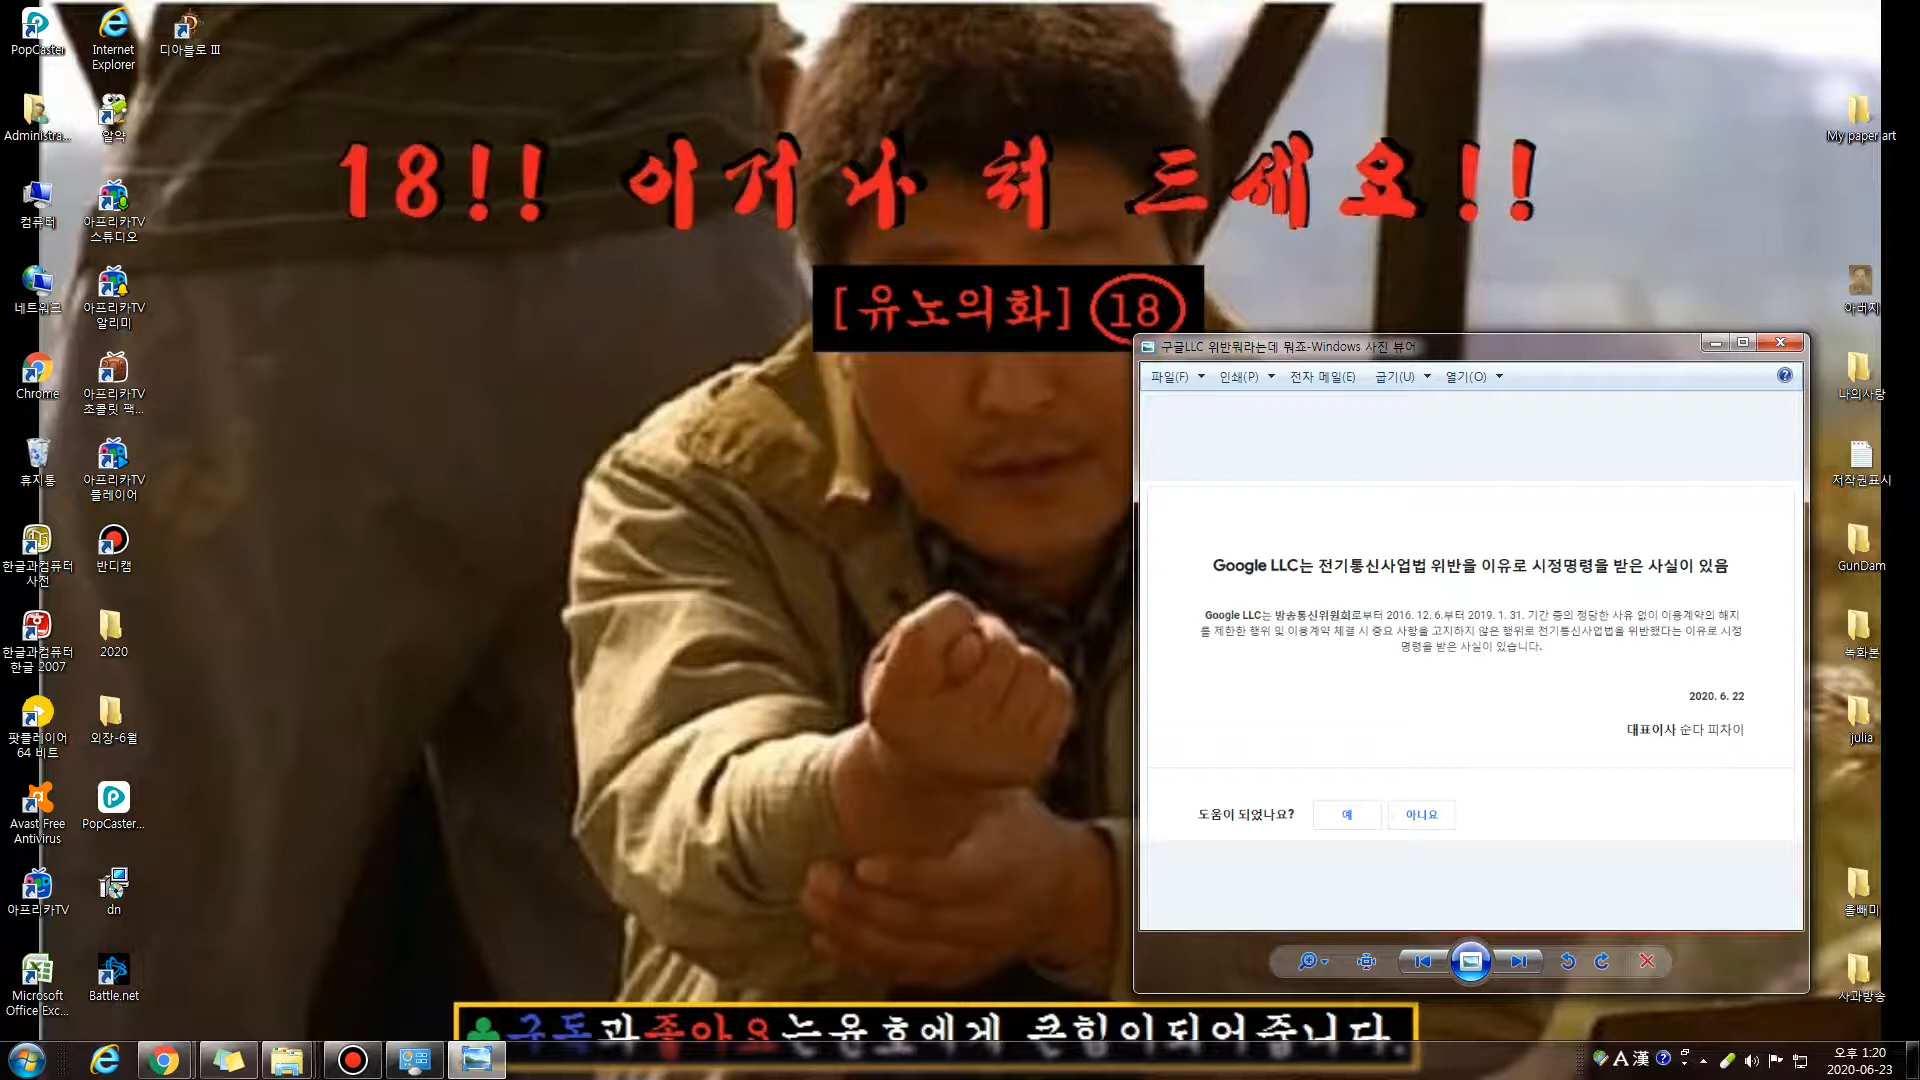 PopCaster
Internet
Explorer
디아블로 III
Administra...
알약
컴퓨터
아프리카TV
스튜디오
네트워크
아프리카TV
알리미
Chrome
아프리카TV
초콜릿 팩...
휴지통
아프리카TV
플레이어
한글과컴퓨터
사전
반디캠
한글과컴퓨터
한글 2007
2020
팟플레이어
64 비트
외장-6월
Avast Free
Antivirus
PopCaster...
아프리카TV
dn
Microsoft
Office Exc...
Battle.net
18!! 이거나 쳐 드세요!!
[유노의화] 18
구글LLC 위반뭐라는데 뭐죠-Windows 사진 뷰어
파일(F) 인쇄(P) 전자 메일(E) 굽기(U) 열기(O)
Google LLC는 전기통신사업법 위반을 이유로 시정명령을 받은 사실이 있음
Google LLC는 방송통신위원회로부터 2016. 12. 6.부터 2019. 1. 31. 기간 중의 정당한 사유 없이 이용계약의 해지
를 제한한 행위 및 이용계약 체결 시 중요 사항을 고지하지 않은 행위로 전기통신사업법을 위반했다는 이유로 시정
명령을 받은 사실이 있습니다.
2020. 6. 22
대표이사 순다 피차이
도움이 되었나요? 예 아니요
My paper art
아버지
나의사랑
저작권표시
GunDam
녹화본
julia
올빼미
사과방송
구독과좋아요는윤호에게 큰힘이되어줍니다.
A 漢
오후 1:20
2020-06-23